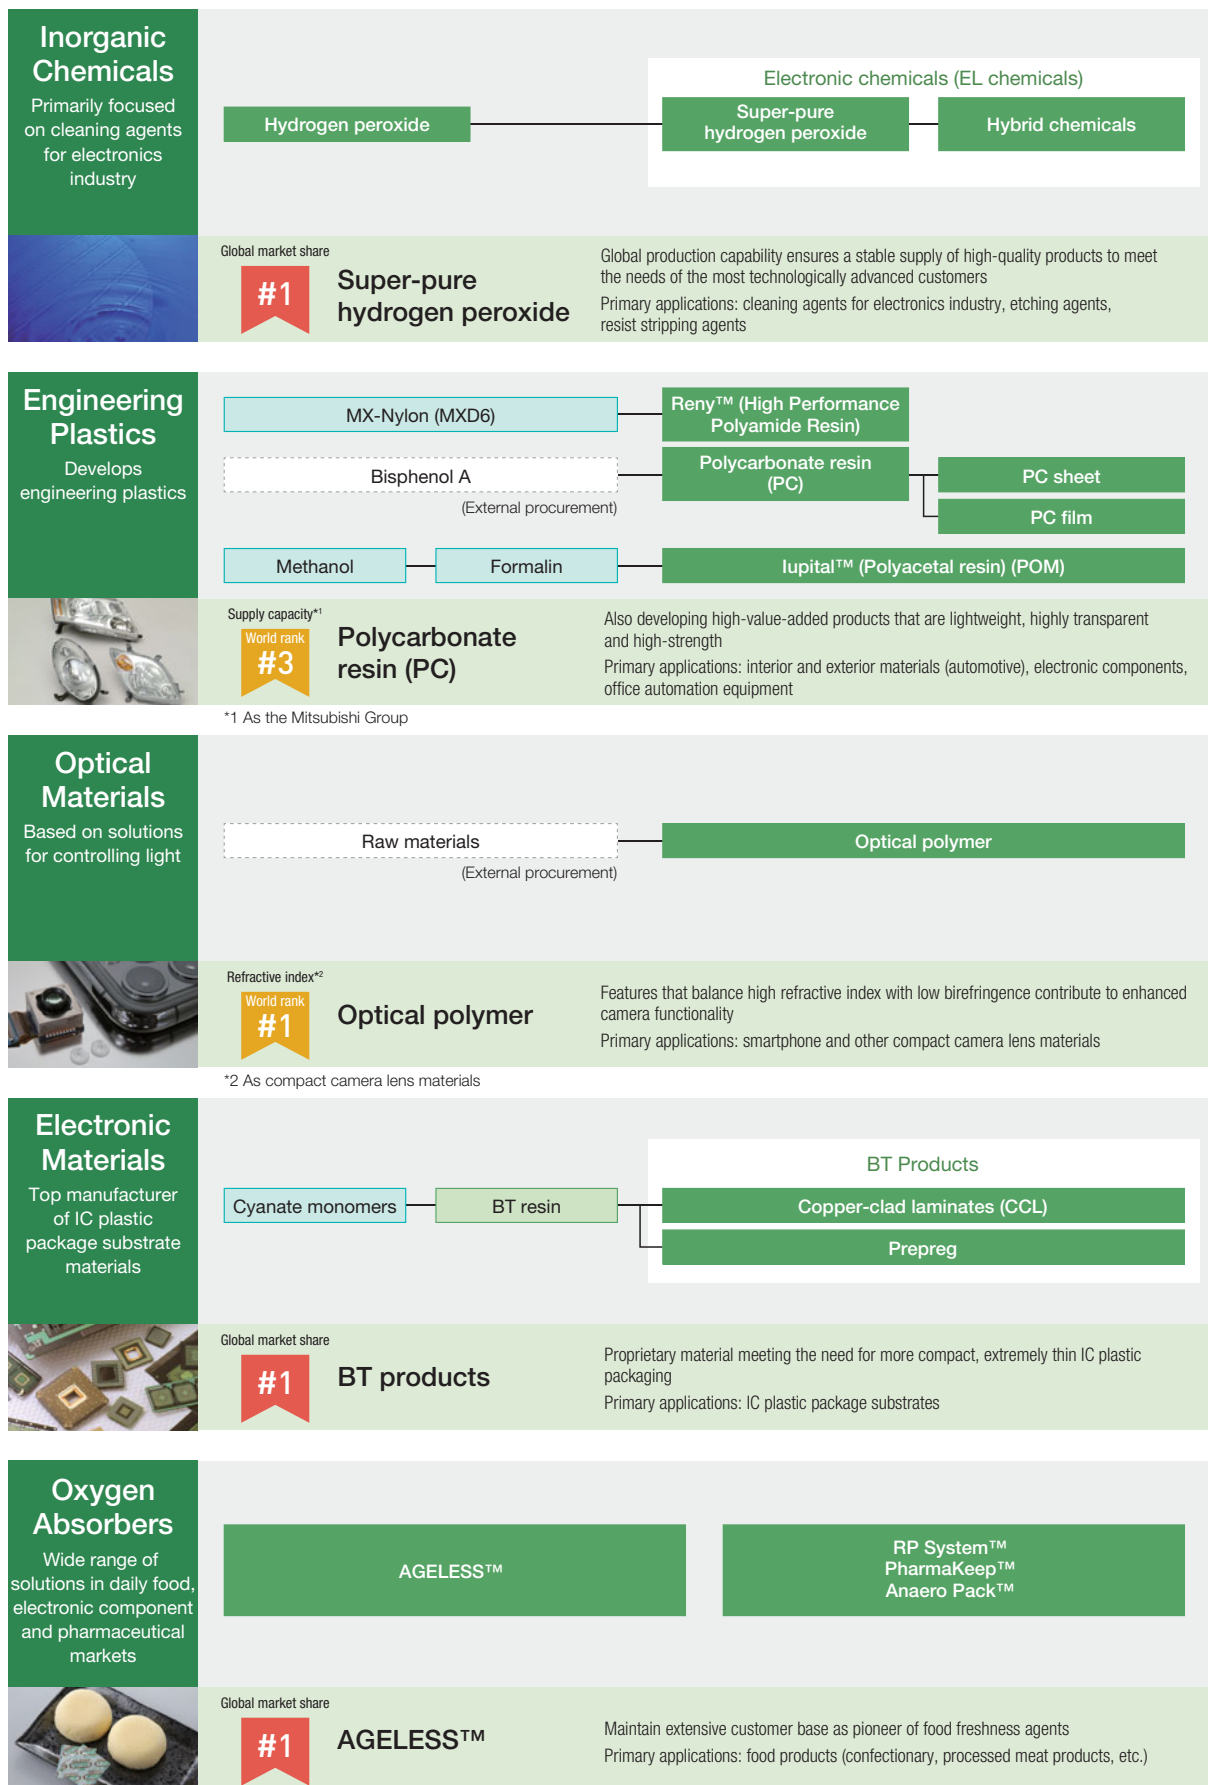 Inorganic
Chemicals
Primarily focused
on cleaning agents
for electronics
industry
Electronic chemicals (EL chemicals)
Hydrogen peroxide
Super-pure
hydrogen peroxide
Hybrid chemicals
Global market share
#1
Super-pure
hydrogen peroxide
Global production capability ensures a stable supply of high-quality products to meet
the needs of the most technologically advanced customers
Primary applications: cleaning agents for electronics industry, etching agents,
resist stripping agents
Engineering
Plastics
Develops
engineering plastics
MX-Nylon (MXD6)
Reny™ (High Performance
Polyamide Resin)
Bisphenol A
(External procurement)
Polycarbonate resin
(PC)
PC sheet
PC film
Methanol
Formalin
Iupital™ (Polyacetal resin) (POM)
Supply capacity*1
World rank
#3
Polycarbonate
resin (PC)
Also developing high-value-added products that are lightweight, highly transparent
and high-strength
Primary applications: interior and exterior materials (automotive), electronic components,
office automation equipment
*1 As the Mitsubishi Group
Optical
Materials
Based on solutions
for controlling light
Raw materials
(External procurement)
Optical polymer
Refractive index*2
World rank
#1
Optical polymer
Features that balance high refractive index with low birefringence contribute to enhanced
camera functionality
Primary applications: smartphone and other compact camera lens materials
*2 As compact camera lens materials
Electronic
Materials
Top manufacturer
of IC plastic
package substrate
materials
BT Products
Cyanate monomers
BT resin
Copper-clad laminates (CCL)
Prepreg
Global market share
#1
BT products
Proprietary material meeting the need for more compact, extremely thin IC plastic
packaging
Primary applications: IC plastic package substrates
Oxygen
Absorbers
Wide range of
solutions in daily food,
electronic component
and pharmaceutical
markets
AGELESS™
RP System™
PharmaKeep™
Anaero Pack™
Global market share
#1
AGELESS™
Maintain extensive customer base as pioneer of food freshness agents
Primary applications: food products (confectionary, processed meat products, etc.)